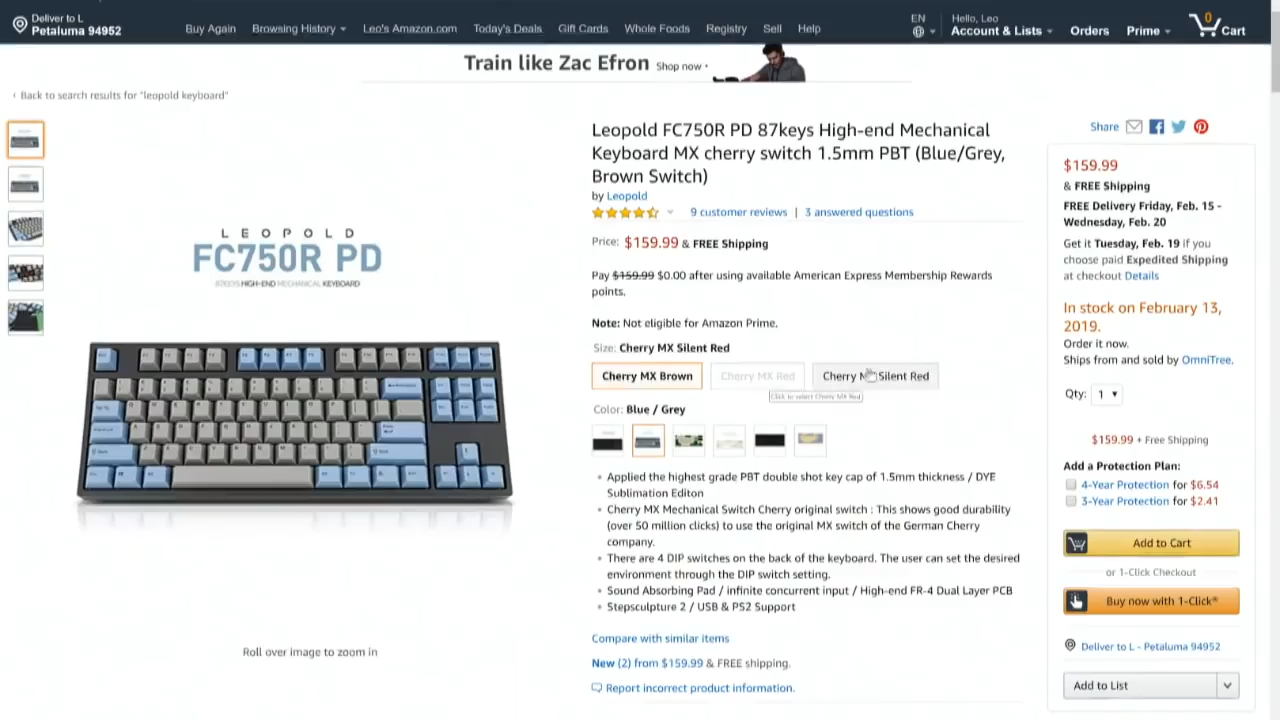 Deliver to L
Petaluma 94952
Buy Again
Browsing History
Leo's Amazon.com
Today's Deals
Gift Cards
Whole Foods
Registry
Sell
Help
EN
Hello, Leo
Account & Lists
Orders
Prime
0
Cart
Train like Zac Efron Shop now
‹ Back to search results for "leopold keyboard"
LEOPOLD
FC750R PD
87KEYS HIGH-END MECHANICAL KEYBOARD
Roll over image to zoom in
Leopold FC750R PD 87keys High-end Mechanical
Keyboard MX cherry switch 1.5mm PBT (Blue/Grey,
Brown Switch)
by Leopold
9 customer reviews | 3 answered questions
Price: $159.99 & FREE Shipping
Pay $159.99 $0.00 after using available American Express Membership Rewards
points.
Note: Not eligible for Amazon Prime.
Size: Cherry MX Silent Red
Cherry MX Brown
Cherry MX Red
Cherry MX Silent Red
Click to select Cherry MX Red
Color: Blue / Grey
• Applied the highest grade PBT double shot key cap of 1.5mm thickness / DYE
Sublimation Editon
• Cherry MX Mechanical Switch Cherry original switch : This shows good durability
(over 50 million clicks) to use the original MX switch of the German Cherry
company.
• There are 4 DIP switches on the back of the keyboard. The user can set the desired
environment through the DIP switch setting.
• Sound Absorbing Pad / infinite concurrent input / High-end FR-4 Dual Layer PCB
• Stepsculpture 2 / USB & PS2 Support
Compare with similar items
New (2) from $159.99 & FREE shipping.
Report incorrect product information.
Share
$159.99
& FREE Shipping
FREE Delivery Friday, Feb. 15 -
Wednesday, Feb. 20
Get it Tuesday, Feb. 19 if you
choose paid Expedited Shipping
at checkout Details
In stock on February 13,
2019.
Order it now.
Ships from and sold by OmniTree.
Qty: 1
$159.99 + Free Shipping
Add a Protection Plan:
4-Year Protection for $6.54
3-Year Protection for $2.41
Add to Cart
or 1-Click Checkout
Buy now with 1-Click®
Deliver to L - Petaluma 94952
Add to List